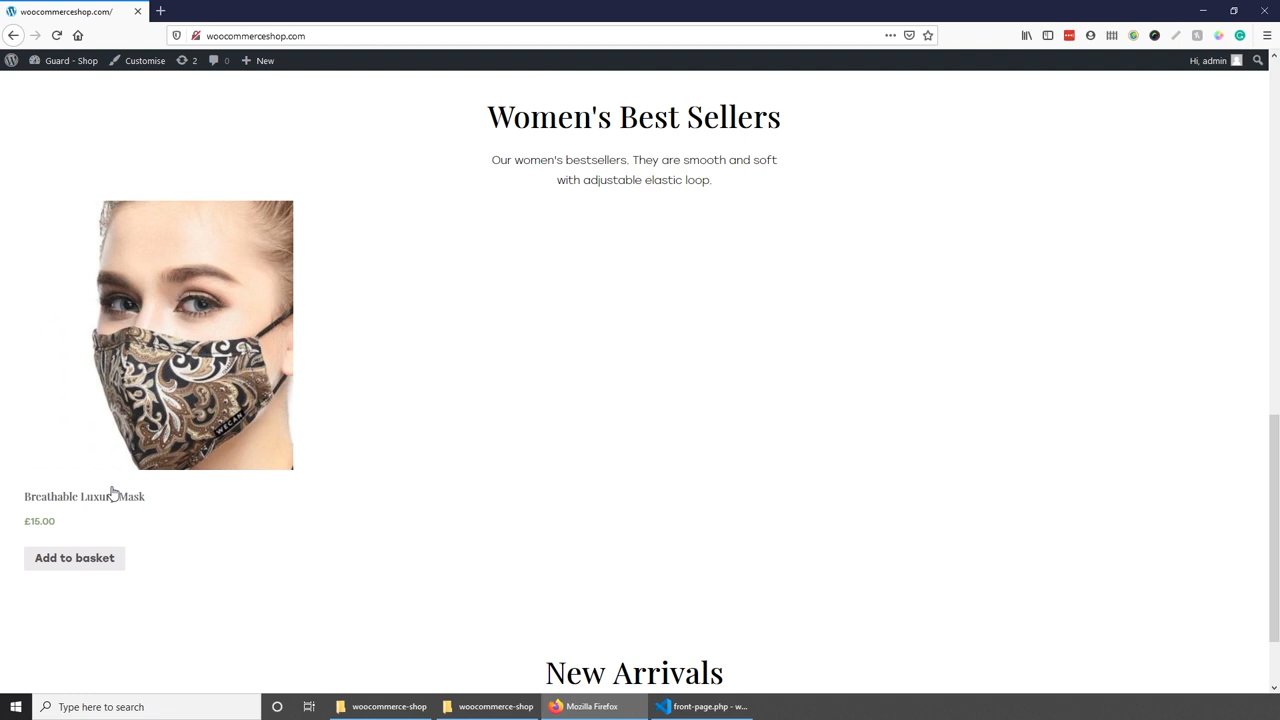 woocommerceshop.com/
woocommerceshop.com
Guard - Shop
Customise
2
0
New
Hi, admin
Women's Best Sellers
Our women's bestsellers. They are smooth and soft
with adjustable elastic loop.
WECAN
Breathable Luxury Mask
£15.00
Add to basket
New Arrivals
Type here to search
woocommerce-shop
woocommerce-shop
Mozilla Firefox
front-page.php - w...